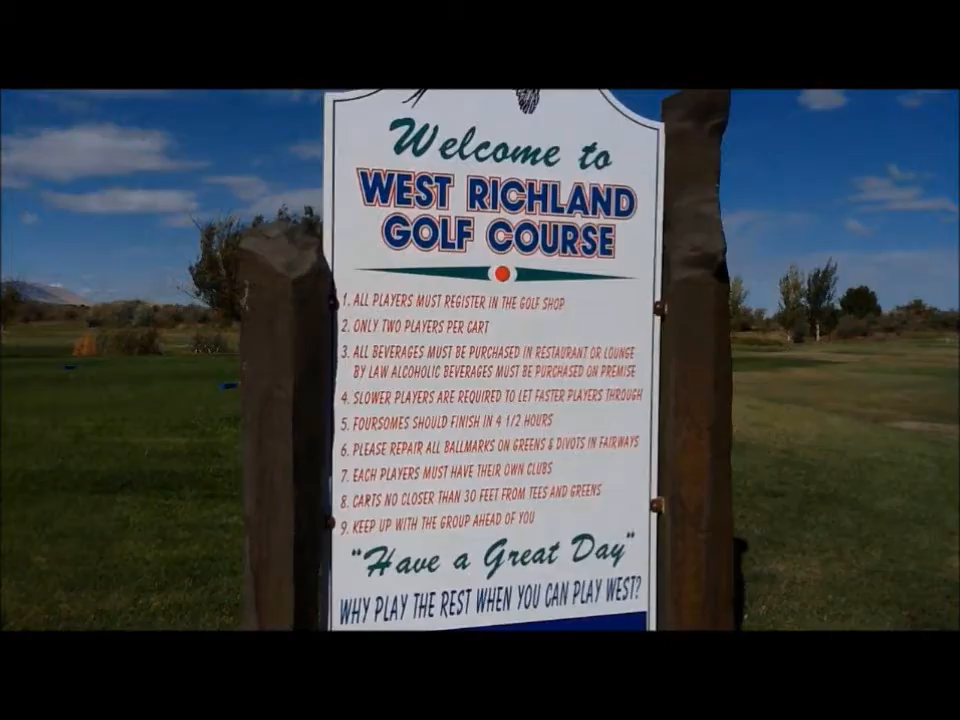 Welcome to
WEST RICHLAND
GOLF COURSE
1. ALL PLAYERS MUST REGISTER IN THE GOLF SHOP
2. ONLY TWO PLAYERS PER CART
3. ALL BEVERAGES MUST BE PURCHASED IN RESTAURANT OR LOUNGE
BY LAW ALCOHOLIC BEVERAGES MUST BE PURCHASED ON PREMISE
4. SLOWER PLAYERS ARE REQUIRED TO LET FASTER PLAYERS THROUGH
5. FOURSOMES SHOULD FINISH IN 4 1/2 HOURS
6. PLEASE REPAIR ALL BALLMARKS ON GREENS & DIVOTS IN FAIRWAYS
7. EACH PLAYERS MUST HAVE THEIR OWN CLUBS
8. CARTS NO CLOSER THAN 30 FEET FROM TEES AND GREENS
9. KEEP UP WITH THE GROUP AHEAD OF YOU
"Have a Great Day"
WHY PLAY THE REST WHEN YOU CAN PLAY WEST?